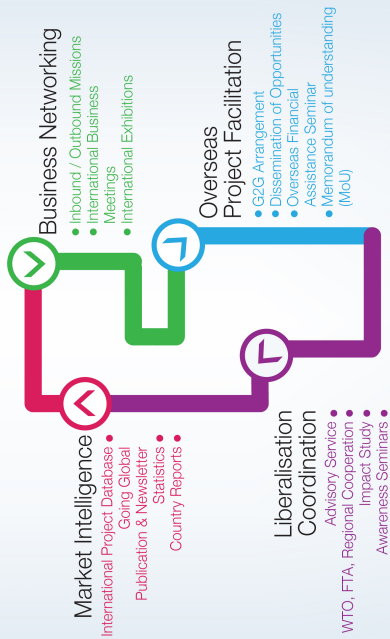 Market Intelligence
International Project Database
Going Global
Publication & Newsletter
Statistics
Country Reports
Business Networking
Inbound / Outbound Missions
International Business
Meetings
International Exhibitions
Liberalisation
Coordination
Advisory Service
WTO, FTA, Regional Cooperation
Impact Study
Awareness Seminars
Overseas
Project Facilitation
G2G Arrangement
Dissemination of Opportunities
Overseas Financial
Assistance Seminar
Memorandum of understanding
(MoU)